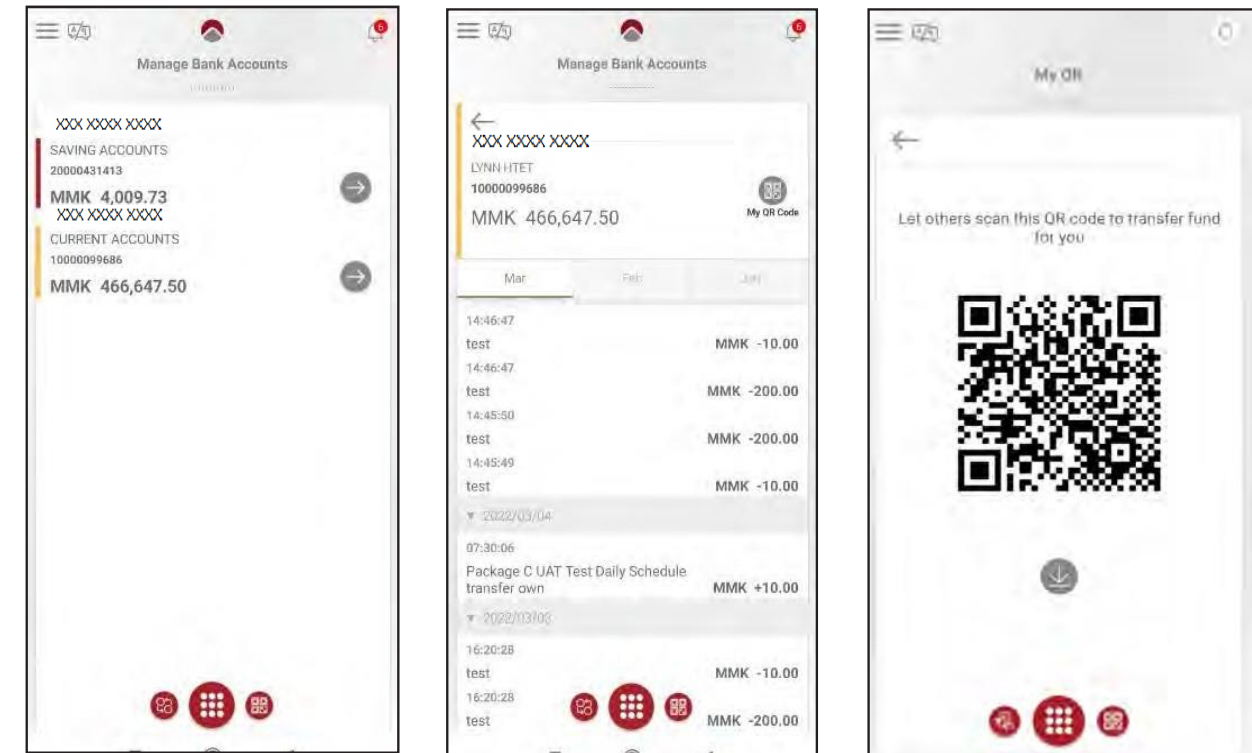 6
Manage Bank Accounts
XXX XXXX XXXX
SAVING ACCOUNTS
20000431413
MMK 4,009.73
XXX XXXX XXXX
CURRENT ACCOUNTS
10000099686
MMK 466,647.50
6
Manage Bank Accounts
XXX XXXX XXXX
LYNN HTET
10000099686
MMK 466,647.50
My QR Code
Mar Feb Jan
14:46:47
test MMK -10.00
14:46:47
test MMK -200.00
14:45:50
test MMK -200.00
14:45:49
test MMK -10.00
2022/03/04
07:30:06
Package C UAT Test Daily Schedule
transfer own MMK +10.00
2022/03/03
16:20:28
test MMK -10.00
16:20:28
test MMK -200.00
My QR
Let others scan this QR code to transfer fund
for you